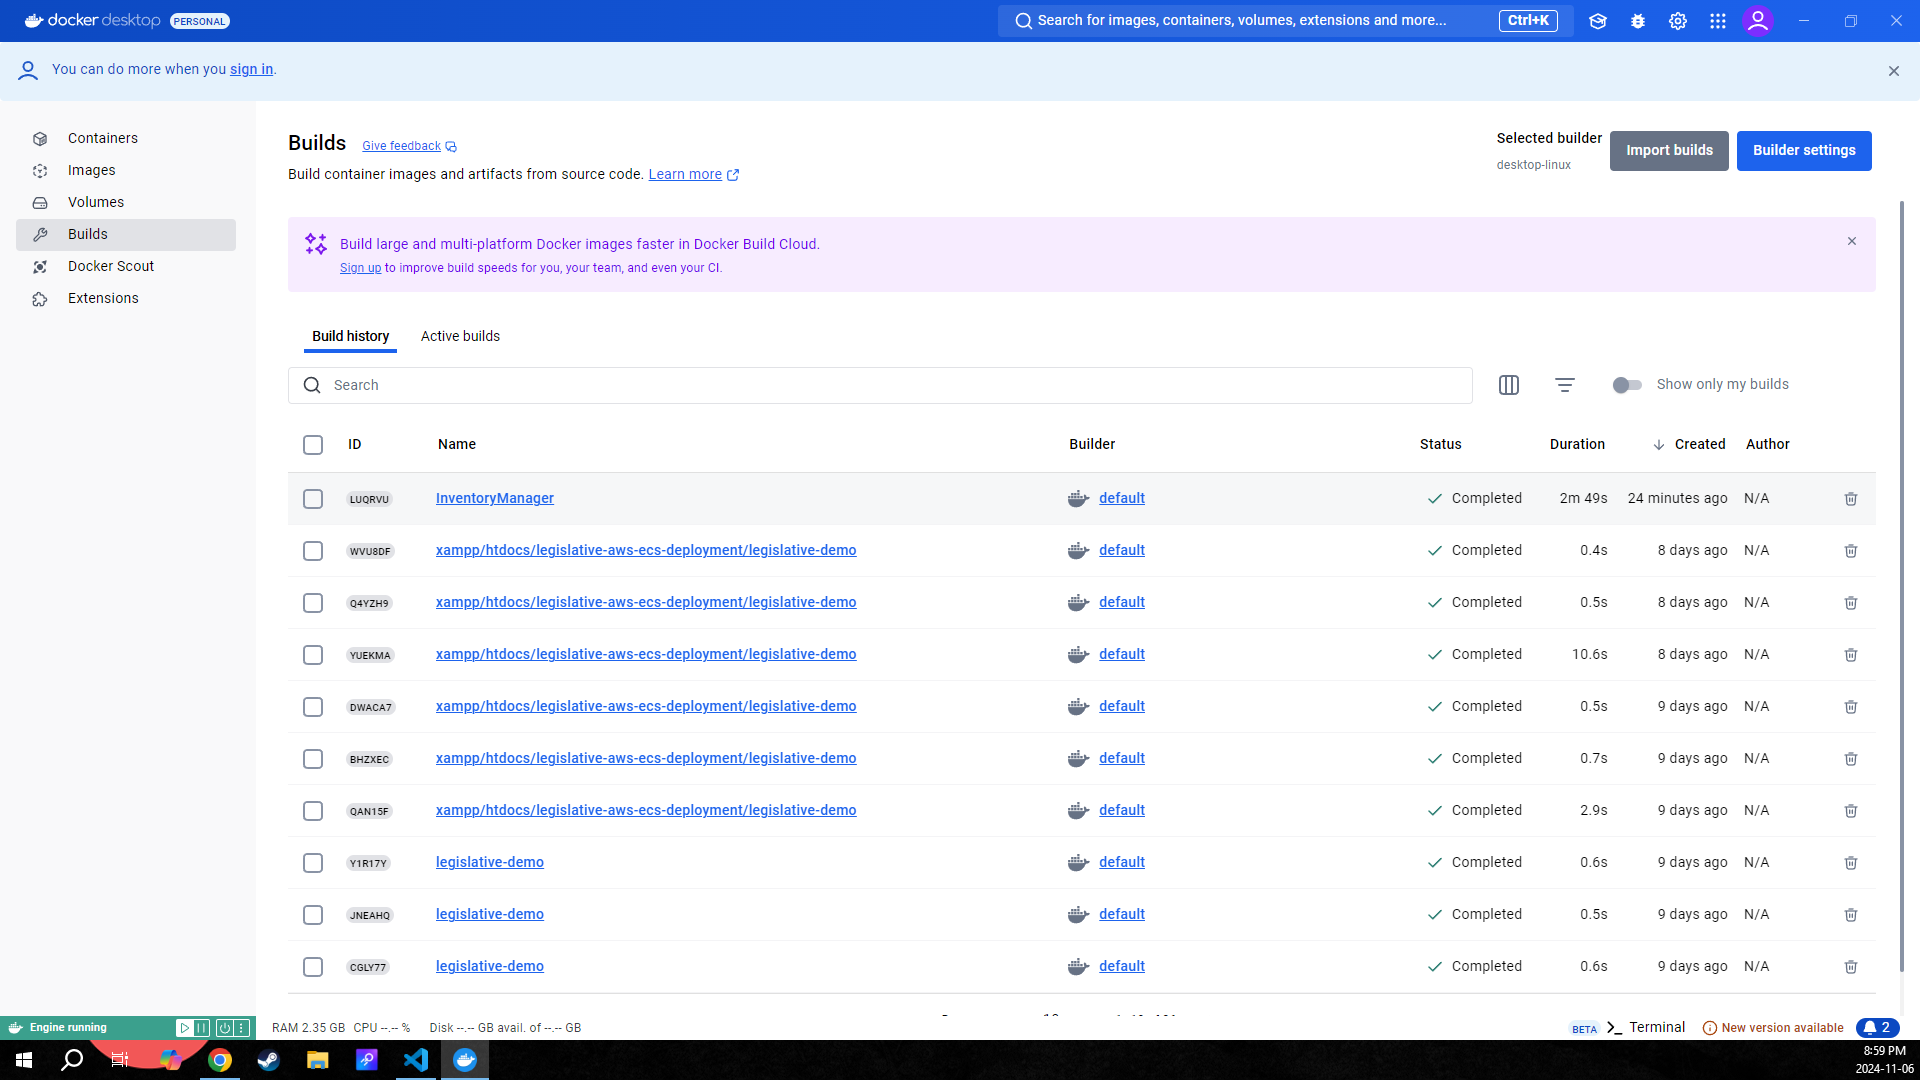 docker desktop PERSONAL
Search for images, containers, volumes, extensions and more... Ctrl+K
You can do more when you sign in.
Containers
Images
Volumes
Builds
Docker Scout
Extensions
Builds Give feedback
Build container images and artifacts from source code. Learn more
Selected builder
desktop-linux
Import builds
Builder settings
Build large and multi-platform Docker images faster in Docker Build Cloud.
Sign up to improve build speeds for you, your team, and even your CI.
Build history Active builds
Search
Show only my builds
ID Name Builder Status Duration Created Author
LUQRVU InventoryManager default Completed 2m 49s 24 minutes ago N/A
WVU8DF xampp/htdocs/legislative-aws-ecs-deployment/legislative-demo default Completed 0.4s 8 days ago N/A
Q4YZH9 xampp/htdocs/legislative-aws-ecs-deployment/legislative-demo default Completed 0.5s 8 days ago N/A
YUEKMA xampp/htdocs/legislative-aws-ecs-deployment/legislative-demo default Completed 10.6s 8 days ago N/A
DWACA7 xampp/htdocs/legislative-aws-ecs-deployment/legislative-demo default Completed 0.5s 9 days ago N/A
BHZXEC xampp/htdocs/legislative-aws-ecs-deployment/legislative-demo default Completed 0.7s 9 days ago N/A
QAN15F xampp/htdocs/legislative-aws-ecs-deployment/legislative-demo default Completed 2.9s 9 days ago N/A
Y1R17Y legislative-demo default Completed 0.6s 9 days ago N/A
JNEAHQ legislative-demo default Completed 0.5s 9 days ago N/A
CGLY77 legislative-demo default Completed 0.6s 9 days ago N/A
Engine running
RAM 2.35 GB CPU --.-- % Disk --.-- GB avail. of --.-- GB
BETA Terminal New version available 2
8:59 PM
2024-11-06